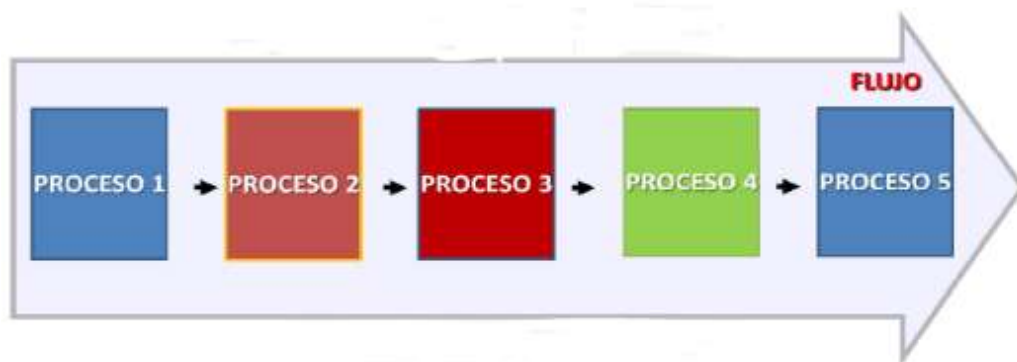 FLUJO
PROCESO 1
PROCESO 2
PROCESO 3
PROCESO 4
PROCESO 5